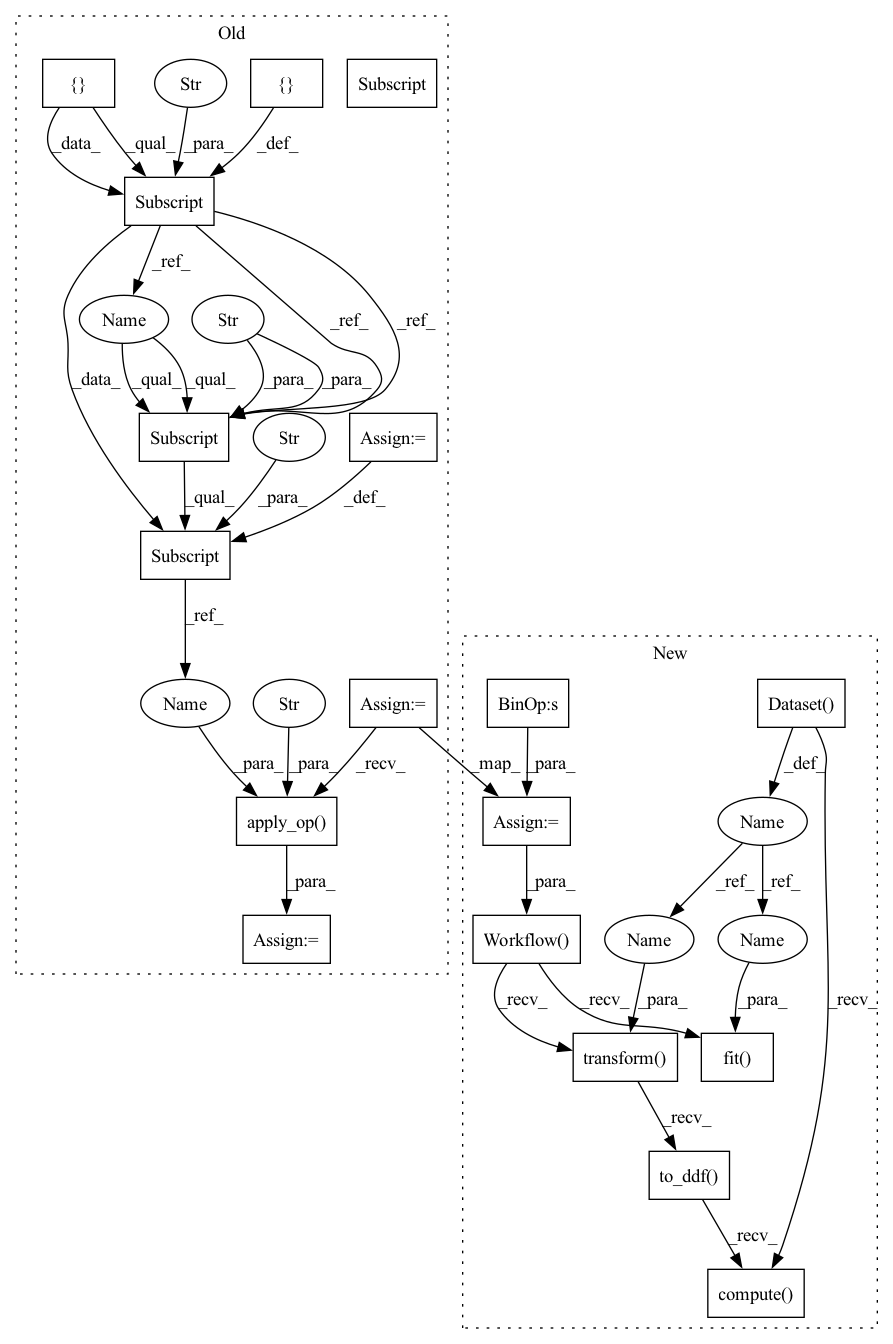 Old
{}
Str
{}
Subscript
_data_
_qual_
_para_
_def_
Subscript
_ref_
Name
Str
_ref_
_ref_
_data_
_qual_
_qual_
_para_
_para_
Subscript
Str
Assign:=
_qual_
_para_
_def_
Subscript
_ref_
New
Name
Str
Assign:=
BinOp:s
Dataset()
_para_
_para_
_recv_
_map_
_para_
_def_
apply_op()
Assign:=
Name
_para_
_para_
_ref_
_ref_
Assign:=
Workflow()
Name
Name
_recv_
_recv_
_para_
_para_
_recv_
transform()
fit()
_recv_
to_ddf()
_recv_
compute()